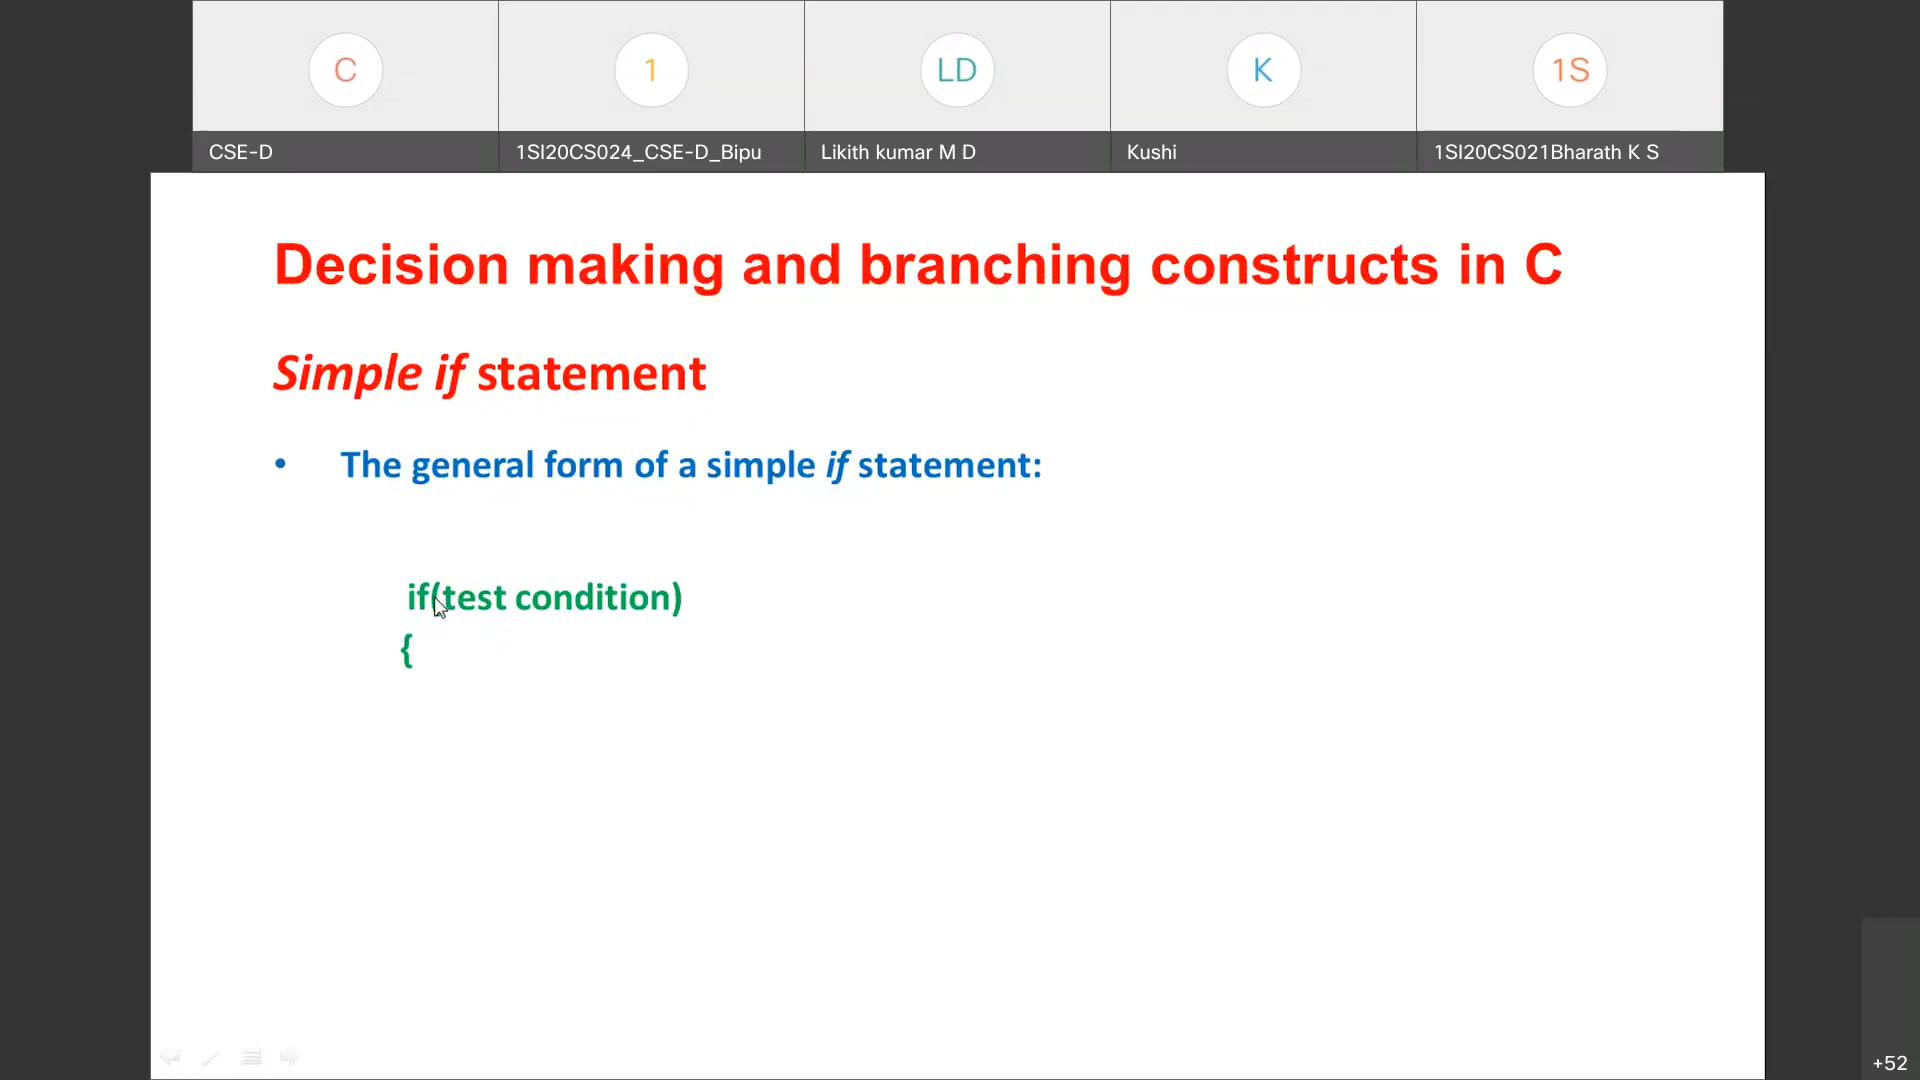 C
1
LD
K
1S
CSE-D
1SI20CS024_CSE-D_Bipu
Likith kumar M D
Kushi
1SI20CS021Bharath K S
Decision making and branching constructs in C
Simple if statement
• The general form of a simple if statement:
if(test condition)
{
+52